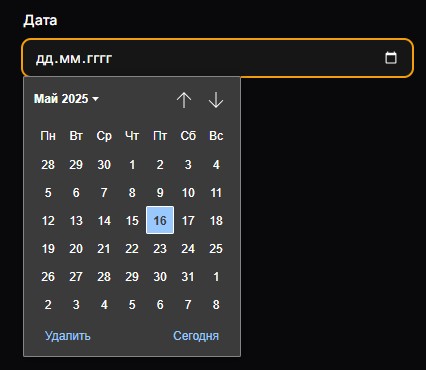 Дата
дд.мм.гггг
Май 2025
Пн Вт Ср Чт Пт Сб Вс
28 29 30 1 2 3 4
5 6 7 8 9 10 11
12 13 14 15 16 17 18
19 20 21 22 23 24 25
26 27 28 29 30 31 1
2 3 4 5 6 7 8
Удалить Сегодня